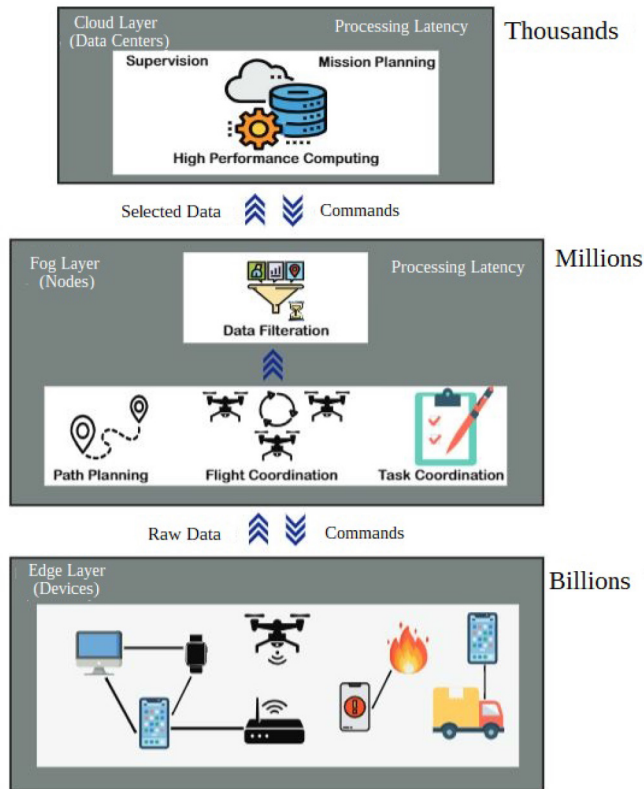 Cloud Layer
(Data Centers)
Processing Latency
Thousands
Supervision
Mission Planning
High Performance Computing
Selected Data
Commands
Fog Layer
(Nodes)
Processing Latency
Millions
Data Filteration
Path Planning
Flight Coordination
Task Coordination
Raw Data
Commands
Edge Layer
(Devices)
Billions